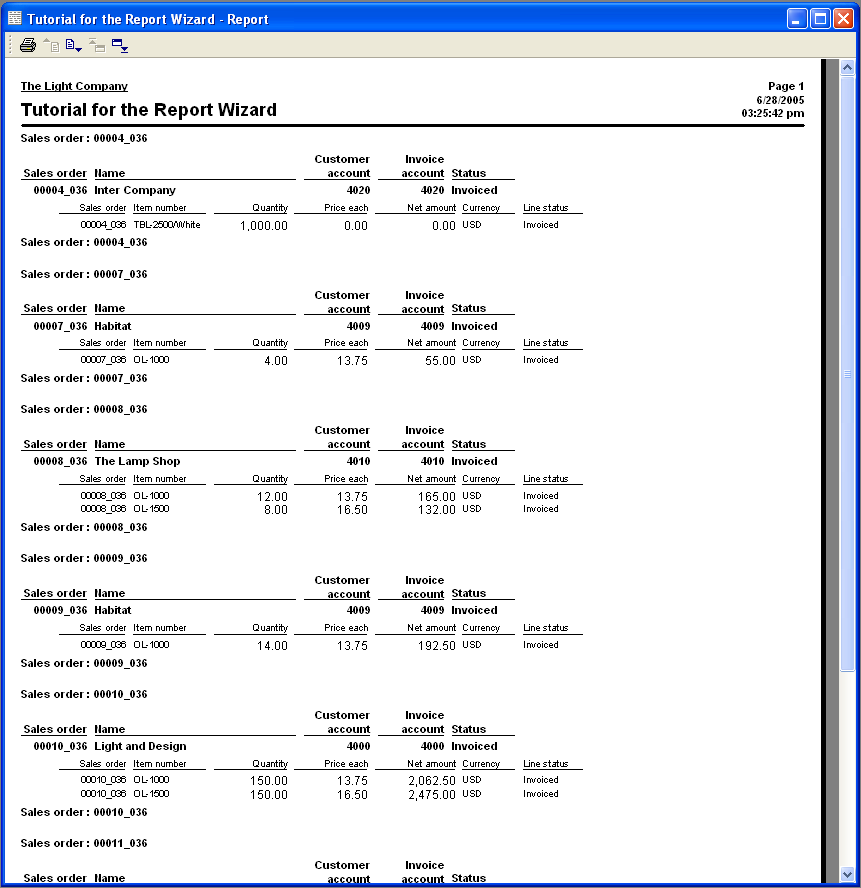 Tutorial for the Report Wizard - Report
The Light Company
Page 1
Tutorial for the Report Wizard
6/28/2005
03:25:42 pm
Sales order : 00004_036
Customer Invoice
Sales order Name account account Status
00004_036 Inter Company 4020 4020 Invoiced
Sales order Item number Quantity Price each Net amount Currency Line status
00004_036 TBL-2500/White 1,000.00 0.00 0.00 USD Invoiced
Sales order : 00004_036
Sales order : 00007_036
Customer Invoice
Sales order Name account account Status
00007_036 Habitat 4009 4009 Invoiced
Sales order Item number Quantity Price each Net amount Currency Line status
00007_036 OL-1000 4.00 13.75 55.00 USD Invoiced
Sales order : 00007_036
Sales order : 00008_036
Customer Invoice
Sales order Name account account Status
00008_036 The Lamp Shop 4010 4010 Invoiced
Sales order Item number Quantity Price each Net amount Currency Line status
00008_036 OL-1000 12.00 13.75 165.00 USD Invoiced
00008_036 OL-1500 8.00 16.50 132.00 USD Invoiced
Sales order : 00008_036
Sales order : 00009_036
Customer Invoice
Sales order Name account account Status
00009_036 Habitat 4009 4009 Invoiced
Sales order Item number Quantity Price each Net amount Currency Line status
00009_036 OL-1000 14.00 13.75 192.50 USD Invoiced
Sales order : 00009_036
Sales order : 00010_036
Customer Invoice
Sales order Name account account Status
00010_036 Light and Design 4000 4000 Invoiced
Sales order Item number Quantity Price each Net amount Currency Line status
00010_036 OL-1000 150.00 13.75 2,062.50 USD Invoiced
00010_036 OL-1500 150.00 16.50 2,475.00 USD Invoiced
Sales order : 00010_036
Sales order : 00011_036
Customer Invoice
Sales order Name account account Status